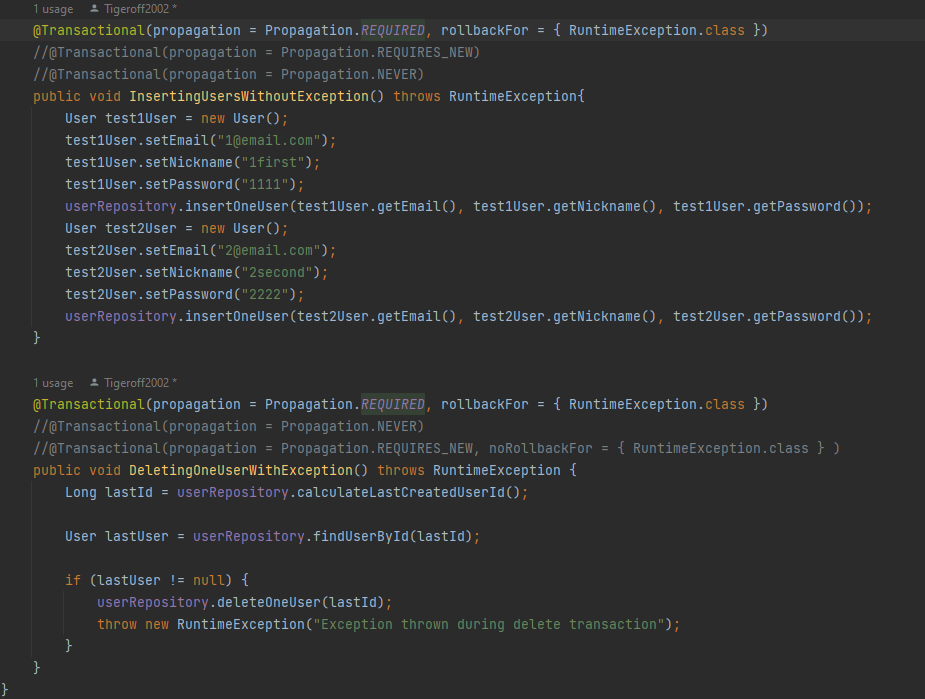 1 usage Tigeroff2002 *
@Transactional(propagation = Propagation.REQUIRED, rollbackFor = { RuntimeException.class })
//@Transactional(propagation = Propagation.REQUIRES_NEW)
//@Transactional(propagation = Propagation.NEVER)
public void InsertingUsersWithoutException() throws RuntimeException{
    User test1User = new User();
    test1User.setEmail("1@email.com");
    test1User.setNickname("1first");
    test1User.setPassword("1111");
    userRepository.insertOneUser(test1User.getEmail(), test1User.getNickname(), test1User.getPassword());
    User test2User = new User();
    test2User.setEmail("2@email.com");
    test2User.setNickname("2second");
    test2User.setPassword("2222");
    userRepository.insertOneUser(test2User.getEmail(), test2User.getNickname(), test2User.getPassword());
}
1 usage Tigeroff2002 *
@Transactional(propagation = Propagation.REQUIRED, rollbackFor = { RuntimeException.class })
//@Transactional(propagation = Propagation.NEVER)
//@Transactional(propagation = Propagation.REQUIRES_NEW, noRollbackFor = { RuntimeException.class } )
public void DeletingOneUserWithException() throws RuntimeException {
    Long lastId = userRepository.calculateLastCreatedUserId();
    User lastUser = userRepository.findUserById(lastId);
    if (lastUser != null) {
        userRepository.deleteOneUser(lastId);
        throw new RuntimeException("Exception thrown during delete transaction");
    }
}
}